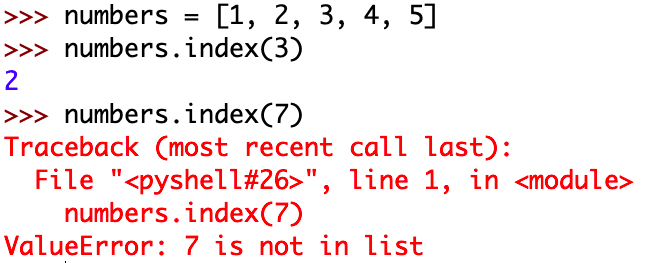 >>> numbers = [1, 2, 3, 4, 5]
>>> numbers.index(3)
2
>>> numbers.index(7)
Traceback (most recent call last):
  File "<pyshell#26>", line 1, in <module>
    numbers.index(7)
ValueError: 7 is not in list